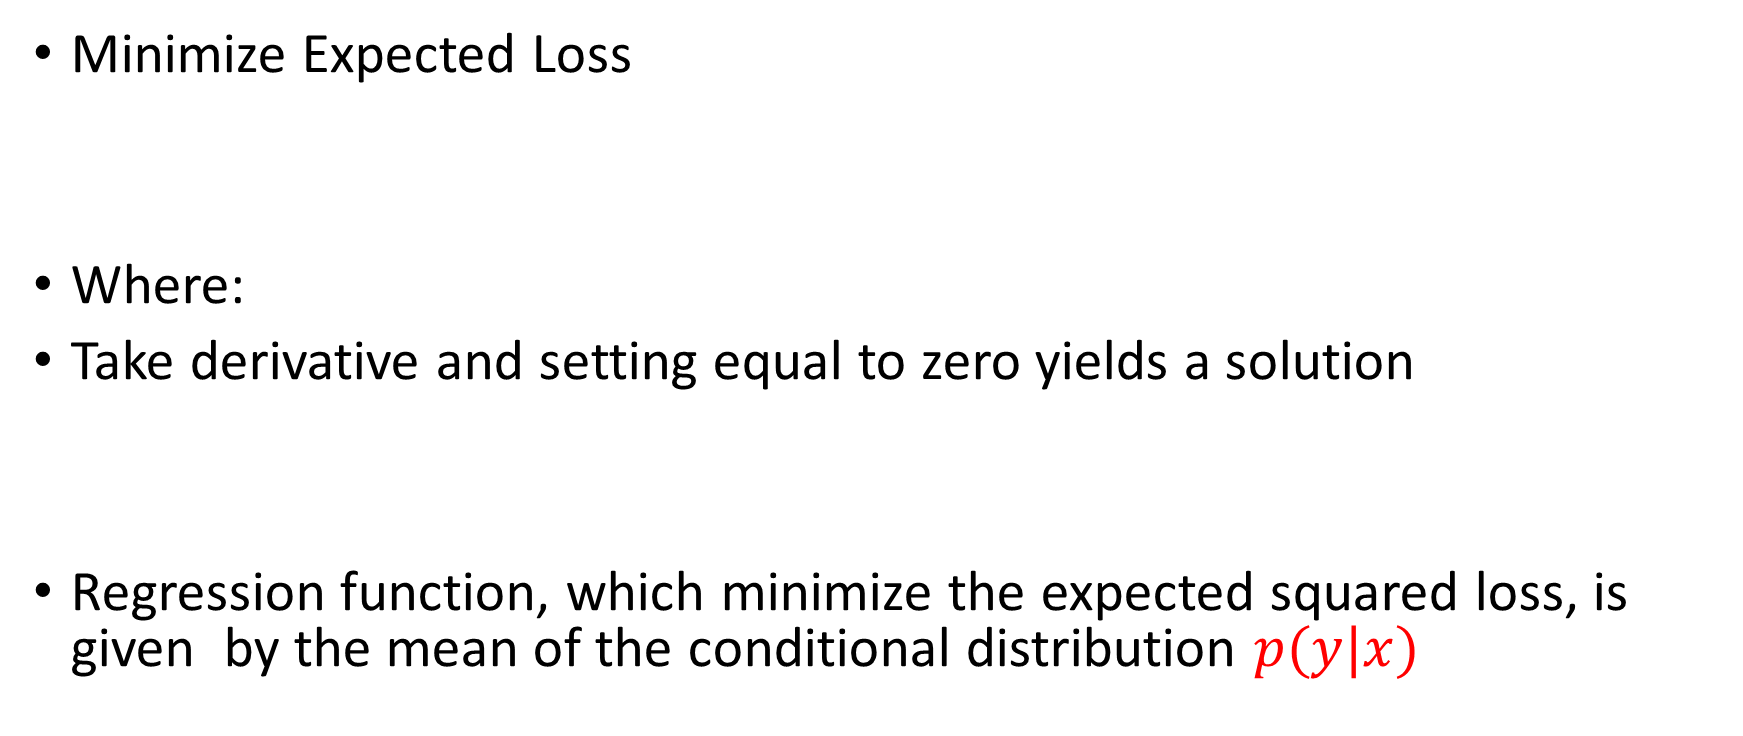 • Minimize Expected Loss
• Where:
• Take derivative and setting equal to zero yields a solution
• Regression function, which minimize the expected squared loss, is
given  by the mean of the conditional distribution p(y|x)